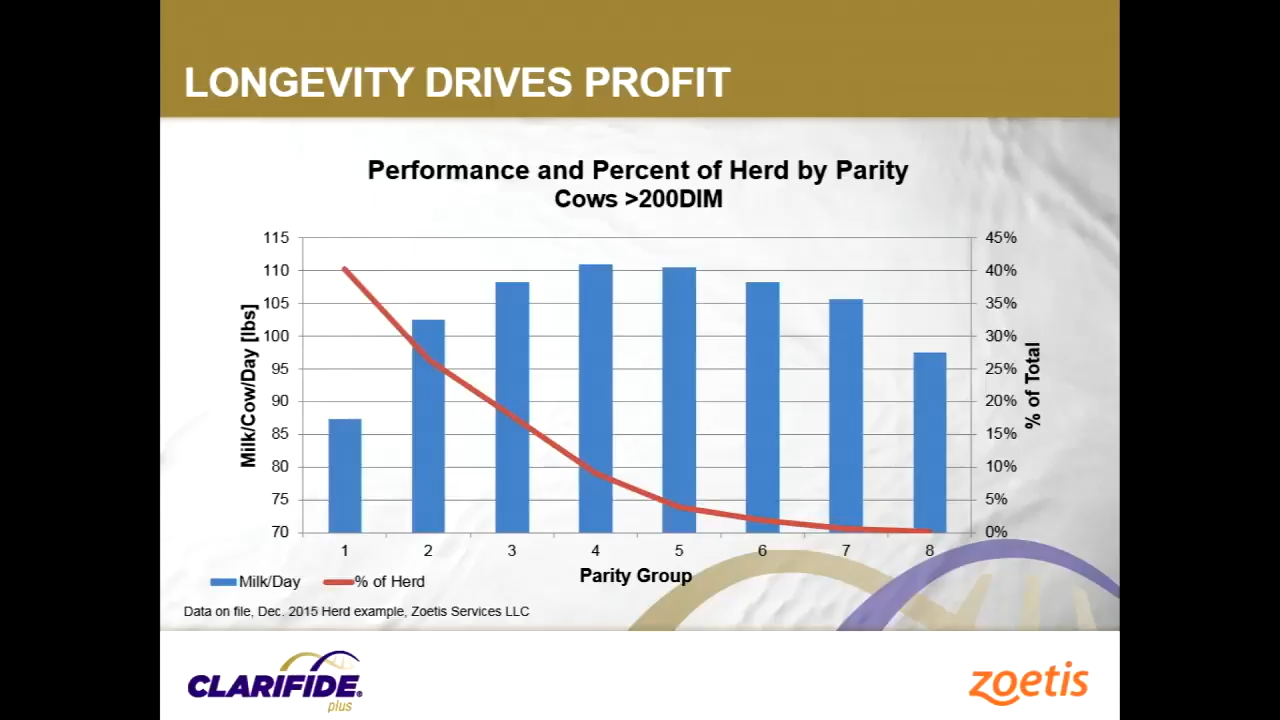 LONGEVITY DRIVES PROFIT
Performance and Percent of Herd by Parity
Cows >200DIM
Milk/Cow/Day [lbs]
115
110
105
100
95
90
85
80
75
70
45%
40%
35%
30%
25%
20%
15%
10%
5%
0%
% of Total
1 2 3 4 5 6 7 8
Parity Group
Milk/Day % of Herd
Data on file, Dec. 2015 Herd example, Zoetis Services LLC
CLARIFIDE®
plus
zoetis